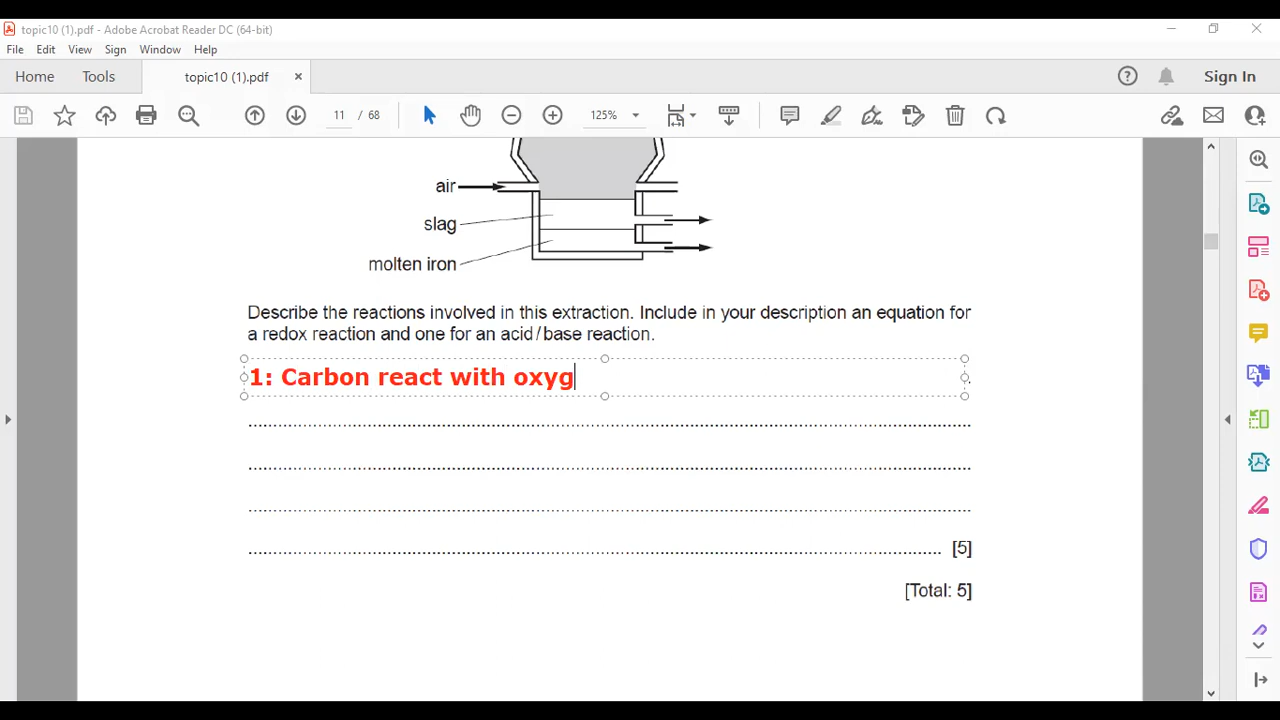 topic10 (1).pdf - Adobe Acrobat Reader DC (64-bit)
File Edit View Sign Window Help
Home Tools topic10 (1).pdf × Sign In
11 / 68 125%
air
slag
molten iron
Describe the reactions involved in this extraction. Include in your description an equation for
a redox reaction and one for an acid / base reaction.
1: Carbon react with oxyg
..........................................................................................................................................
..........................................................................................................................................
..........................................................................................................................................
..................................................................................................................................... [5]
[Total: 5]